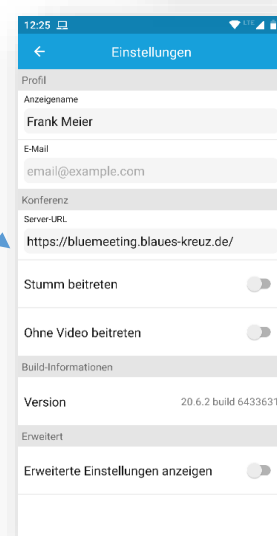 12:25
LTE
Einstellungen
Profil
Anzeigename
Frank Meier
E-Mail
email@example.com
Konferenz
Server-URL
https://bluemeeting.blaues-kreuz.de/
Stumm beitreten
Ohne Video beitreten
Build-Informationen
Version 20.6.2 build 6433631
Erweitert
Erweiterte Einstellungen anzeigen